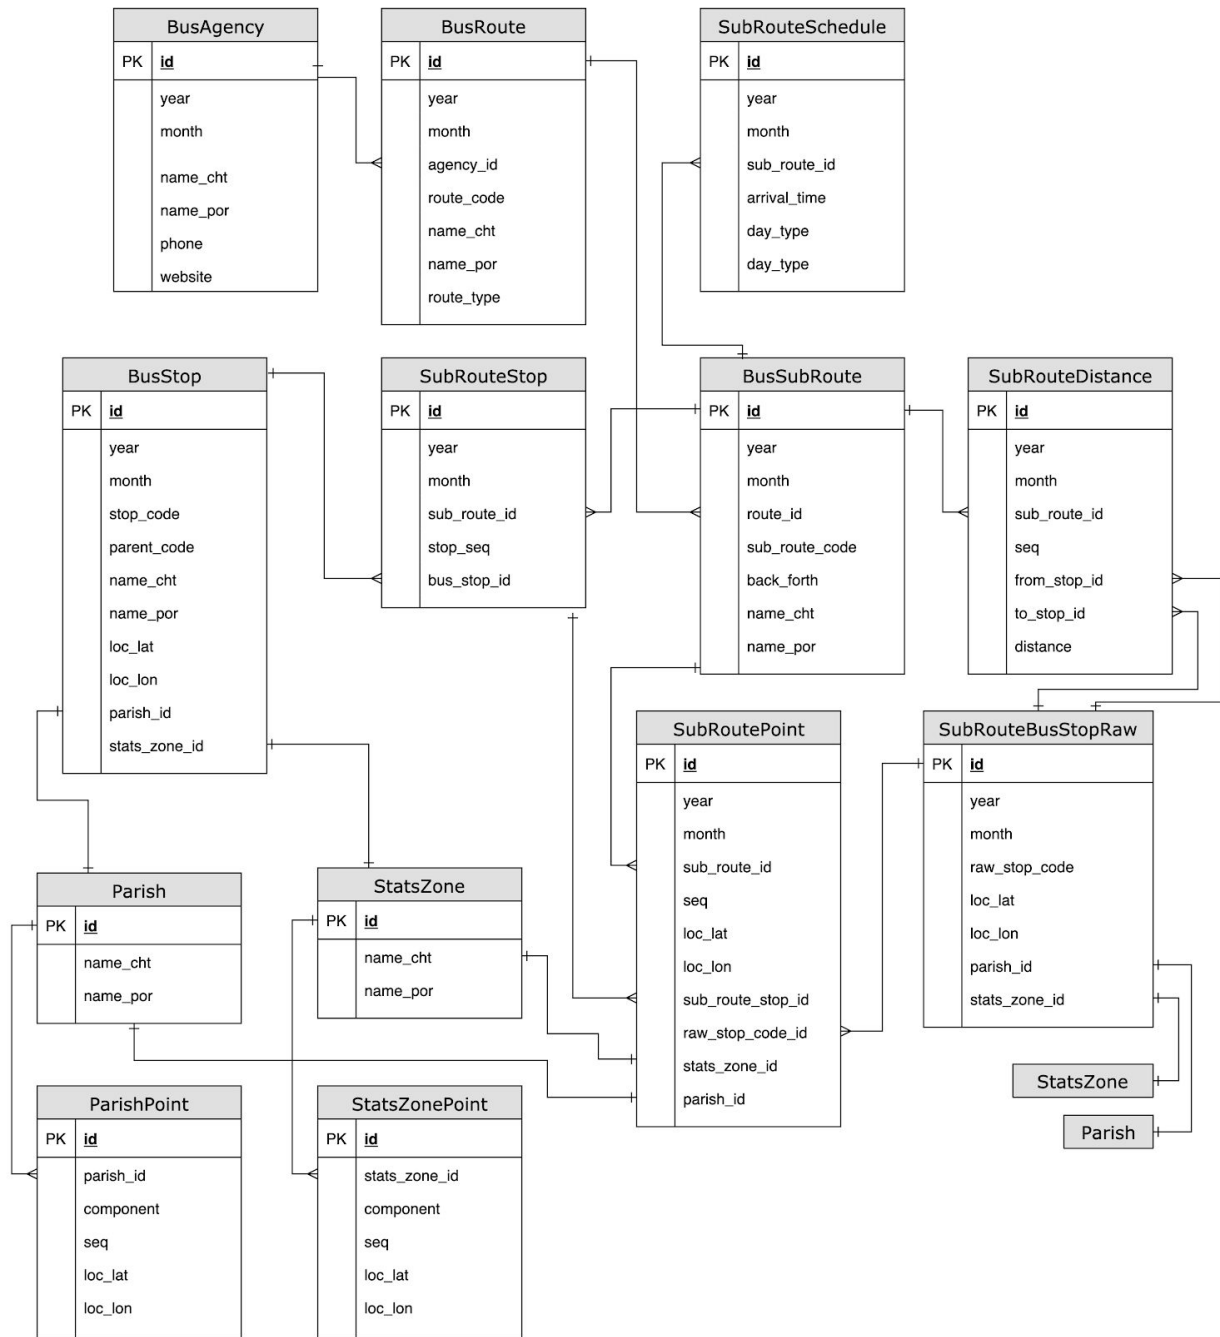 BusAgency
PK id
year
month
name_cht
name_por
phone
website
BusRoute
PK id
year
month
agency_id
route_code
name_cht
name_por
route_type
SubRouteSchedule
PK id
year
month
sub_route_id
arrival_time
day_type
day_type
BusStop
PK id
year
month
stop_code
parent_code
name_cht
name_por
loc_lat
loc_lon
parish_id
stats_zone_id
SubRouteStop
PK id
year
month
sub_route_id
stop_seq
bus_stop_id
BusSubRoute
PK id
year
month
route_id
sub_route_code
back_forth
name_cht
name_por
SubRouteDistance
PK id
year
month
sub_route_id
seq
from_stop_id
to_stop_id
distance
SubRoutePoint
PK id
year
month
sub_route_id
seq
loc_lat
loc_lon
sub_route_stop_id
raw_stop_code_id
stats_zone_id
parish_id
SubRouteBusStopRaw
PK id
year
month
raw_stop_code
loc_lat
loc_lon
parish_id
stats_zone_id
StatsZone
Parish
Parish
PK id
name_cht
name_por
StatsZone
PK id
name_cht
name_por
ParishPoint
PK id
parish_id
component
seq
loc_lat
loc_lon
StatsZonePoint
PK id
stats_zone_id
component
seq
loc_lat
loc_lon